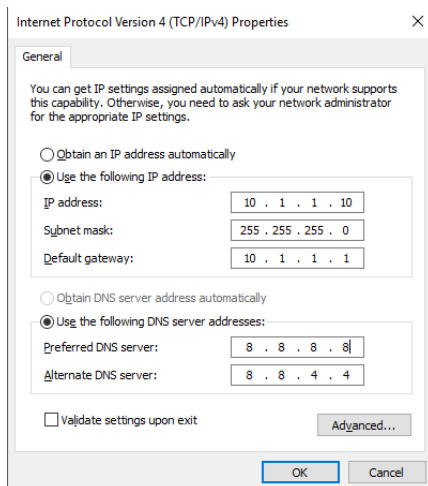 Internet Protocol Version 4 (TCP/IPv4) Properties
General
You can get IP settings assigned automatically if your network supports
this capability. Otherwise, you need to ask your network administrator
for the appropriate IP settings.
Obtain an IP address automatically
Use the following IP address:
IP address: 10 . 1 . 1 . 10
Subnet mask: 255 . 255 . 255 . 0
Default gateway: 10 . 1 . 1 . 1
Obtain DNS server address automatically
Use the following DNS server addresses:
Preferred DNS server: 8 . 8 . 8 . 8
Alternate DNS server: 8 . 8 . 4 . 4
Validate settings upon exit
Advanced...
OK Cancel